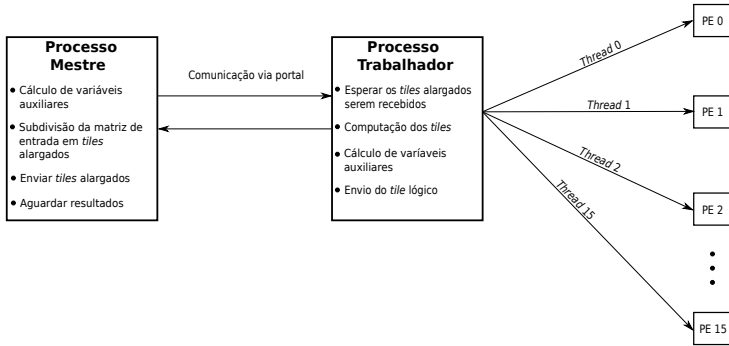 Processo
Mestre
Cálculo de variáveis
auxiliares
Subdivisão da matriz de
entrada em tiles
alargados
Enviar tiles alargados
Aguardar resultados
Comunicação via portal
Processo
Trabalhador
Esperar os tiles alargados
serem recebidos
Computação dos tiles
Cálculo de varíaveis
auxiliares
Envio do tile lógico
Thread 0
Thread 1
Thread 2
Thread 15
PE 0
PE 1
PE 2
PE 15